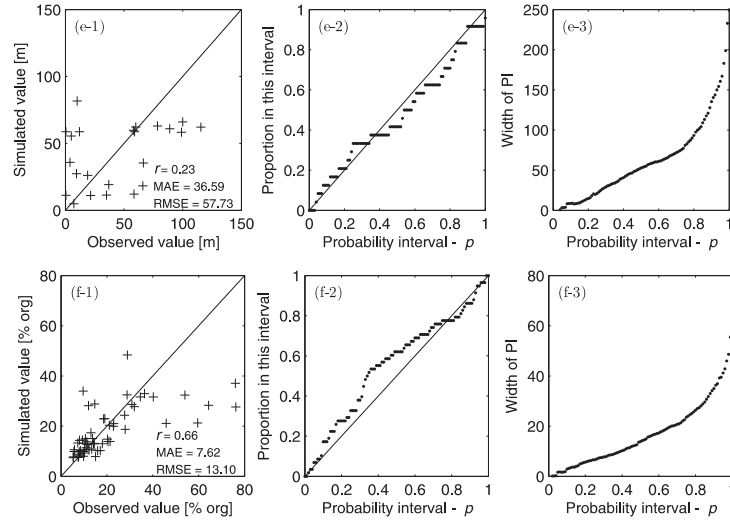 (e-1)
Simulated value [m]
150
100
50
0
0
50
100
150
r = 0.23
MAE = 36.59
RMSE = 57.73
Observed value [m]
(e-2)
Proportion in this interval
1
0.8
0.6
0.4
0.2
0
0.2
0.4
0.6
0.8
1
Probability interval - p
(e-3)
Width of PI
250
200
150
100
50
0
0
0.2
0.4
0.6
0.8
1
Probability interval - p
(f-1)
Simulated value [% org]
80
60
40
20
0
0
20
40
60
80
r = 0.66
MAE = 7.62
RMSE = 13.10
Observed value [% org]
(f-2)
Proportion in this interval
1
0.8
0.6
0.4
0.2
0
0.2
0.4
0.6
0.8
1
Probability interval - p
(f-3)
Width of PI
80
60
40
20
0
0
0.2
0.4
0.6
0.8
1
Probability interval - p